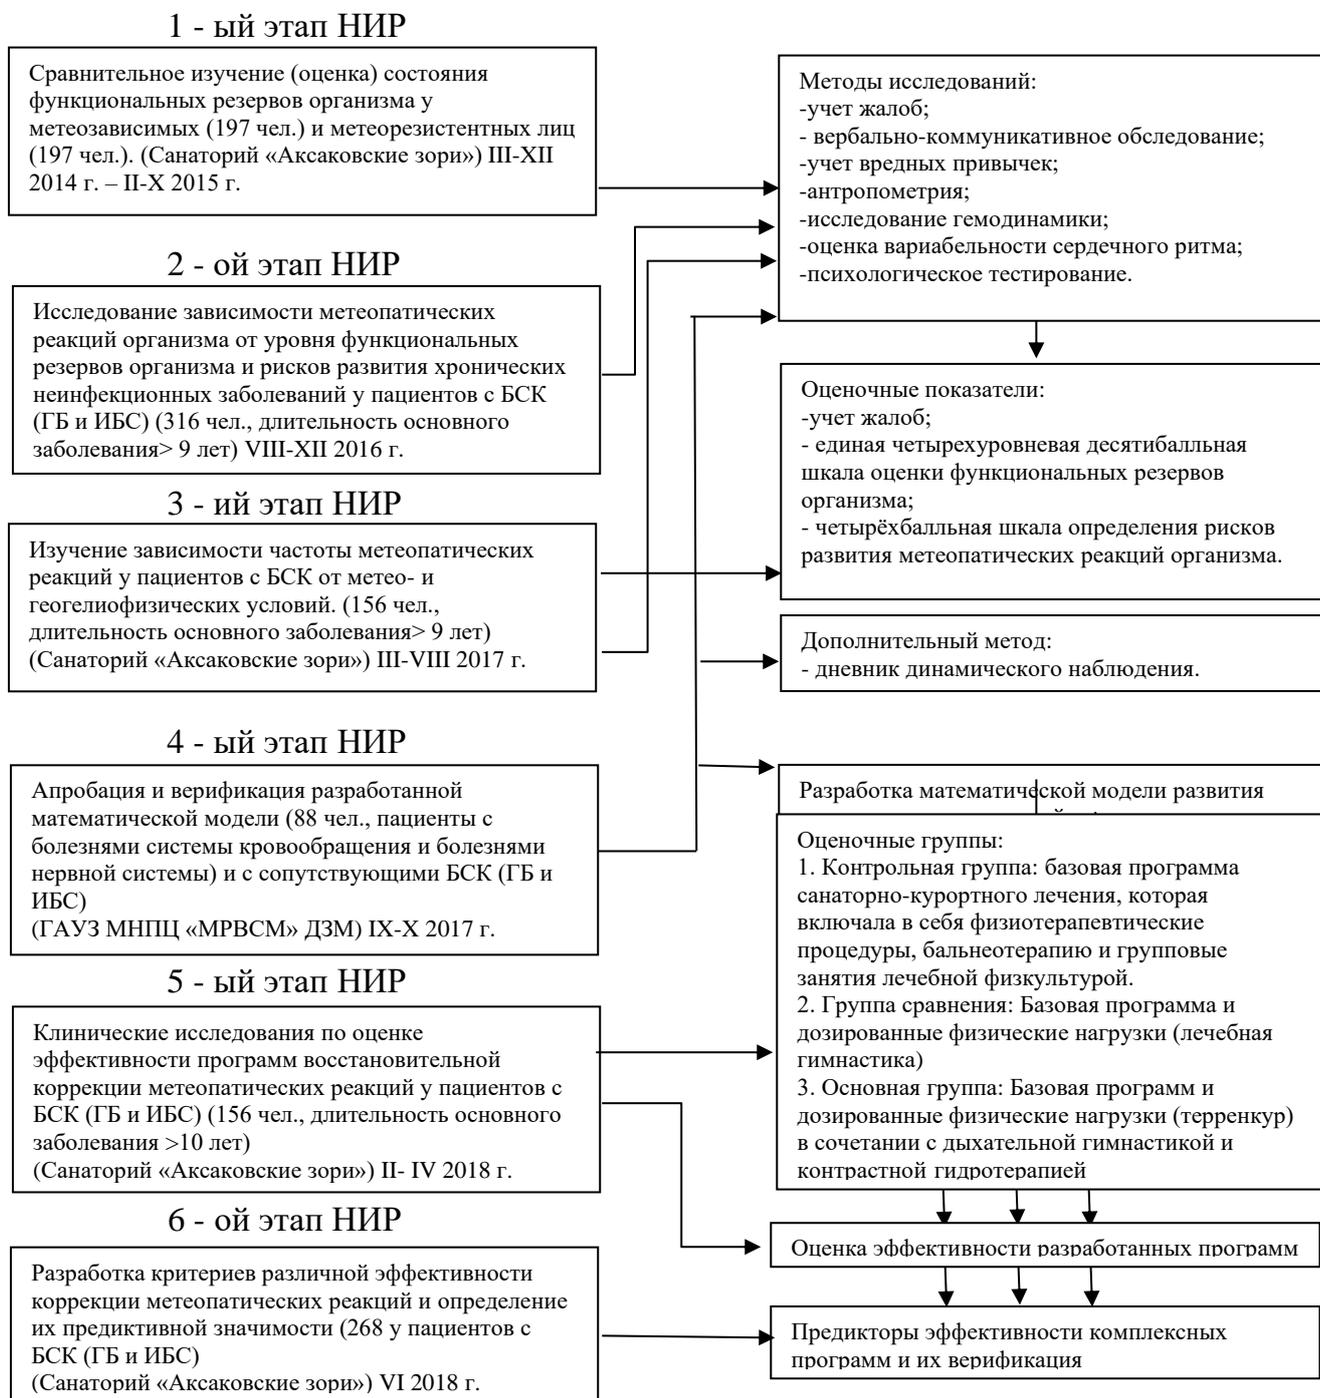 1 - ый этап НИР
Сравнительное изучение (оценка) состояния
функциональных резервов организма у
метеозависимых (197 чел.) и метеорезистентных лиц
(197 чел.). (Санаторий «Аксаковские зори») III-XII
2014 г. – II-X 2015 г.
2 - ой этап НИР
Исследование зависимости метеопатических
реакций организма от уровня функциональных
резервов организма и рисков развития хронических
неинфекционных заболеваний у пациентов с БСК
(ГБ и ИБС) (316 чел., длительность основного
заболевания> 9 лет) VIII-XII 2016 г.
3 - ий этап НИР
Изучение зависимости частоты метеопатических
реакций у пациентов с БСК от метео- и
геогелиофизических условий. (156 чел.,
длительность основного заболевания> 9 лет)
(Санаторий «Аксаковские зори») III-VIII 2017 г.
4 - ый этап НИР
Апробация и верификация разработанной
математической модели (88 чел., пациенты с
болезнями системы кровообращения и болезнями
нервной системы) и с сопутствующими БСК (ГБ и
ИБС)
(ГАУЗ МНПЦ «МРВСМ» ДЗМ) IX-X 2017 г.
5 - ый этап НИР
Клинические исследования по оценке
эффективности программ восстановительной
коррекции метеопатических реакций у пациентов с
БСК (ГБ и ИБС) (156 чел., длительность основного
заболевания >10 лет)
(Санаторий «Аксаковские зори») II- IV 2018 г.
6 - ой этап НИР
Разработка критериев различной эффективности
коррекции метеопатических реакций и определение
их предиктивной значимости (268 у пациентов с
БСК (ГБ и ИБС)
(Санаторий «Аксаковские зори») VI 2018 г.
Методы исследований:
-учет жалоб;
- вербально-коммуникативное обследование;
-учет вредных привычек;
-антропометрия;
-исследование гемодинамики;
-оценка вариабельности сердечного ритма;
-психологическое тестирование.
Оценочные показатели:
-учет жалоб;
- единая четырехуровневая десятибалльная
шкала оценки функциональных резервов
организма;
- четырёхбалльная шкала определения рисков
развития метеопатических реакций организма.
Дополнительный метод:
- дневник динамического наблюдения.
Разработка математической модели развития
Оценочные группы:
1. Контрольная группа: базовая программа
санаторно-курортного лечения, которая
включала в себя физиотерапевтические
процедуры, бальнеотерапию и групповые
занятия лечебной физкультурой.
2. Группа сравнения: Базовая программа и
дозированные физические нагрузки (лечебная
гимнастика)
3. Основная группа: Базовая программ и
дозированные физические нагрузки (терренкур)
в сочетании с дыхательной гимнастикой и
контрастной гидротерапией
Оценка эффективности разработанных программ
Предикторы эффективности комплексных
программ и их верификация